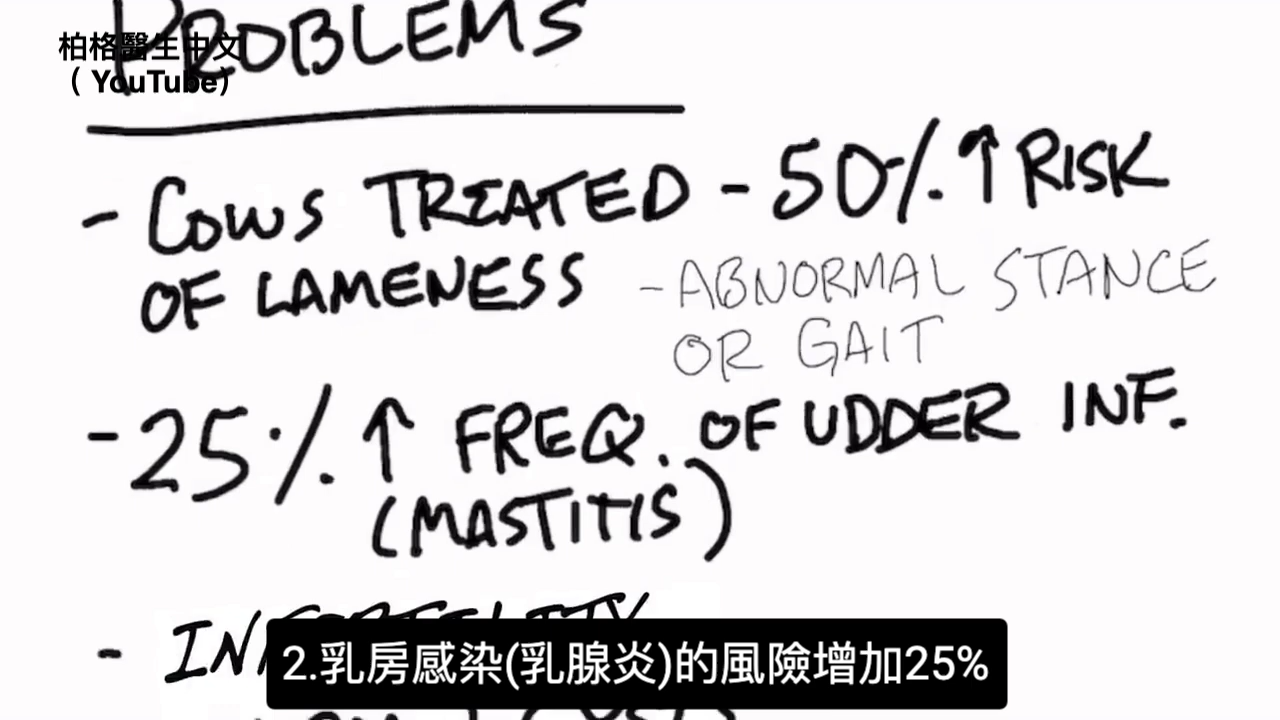 PROBLEMS
柏格醫生中文
( YouTube)
- COWS TREATED - 50% ↑ RISK
OF LAMENESS
- ABNORMAL STANCE
OR GAIT
- 25% ↑ FREQ. OF UDDER INF.
(MASTITIS)
- INFERTILITY
2.乳房感染(乳腺炎)的風險增加25%